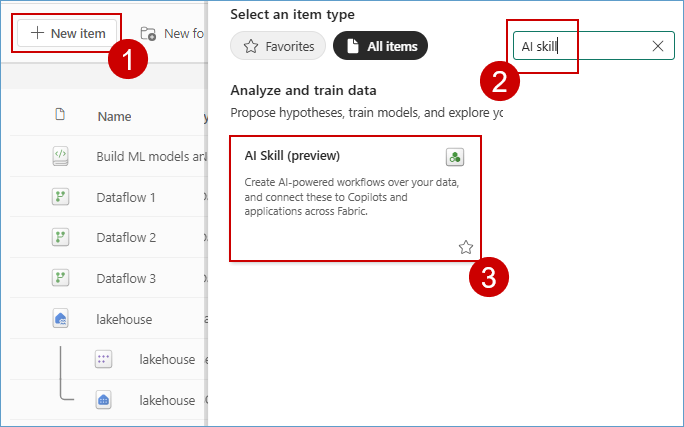 New item
New fo
1
Name
Build ML models an
Dataflow 1
Dataflow 2
Dataflow 3
lakehouse
lakehouse
lakehouse
Select an item type
Favorites
All items
AI skill
2
Analyze and train data
Propose hypotheses, train models, and explore yo
AI Skill (preview)
Create AI-powered workflows over your data,
and connect these to Copilots and
applications across Fabric.
3